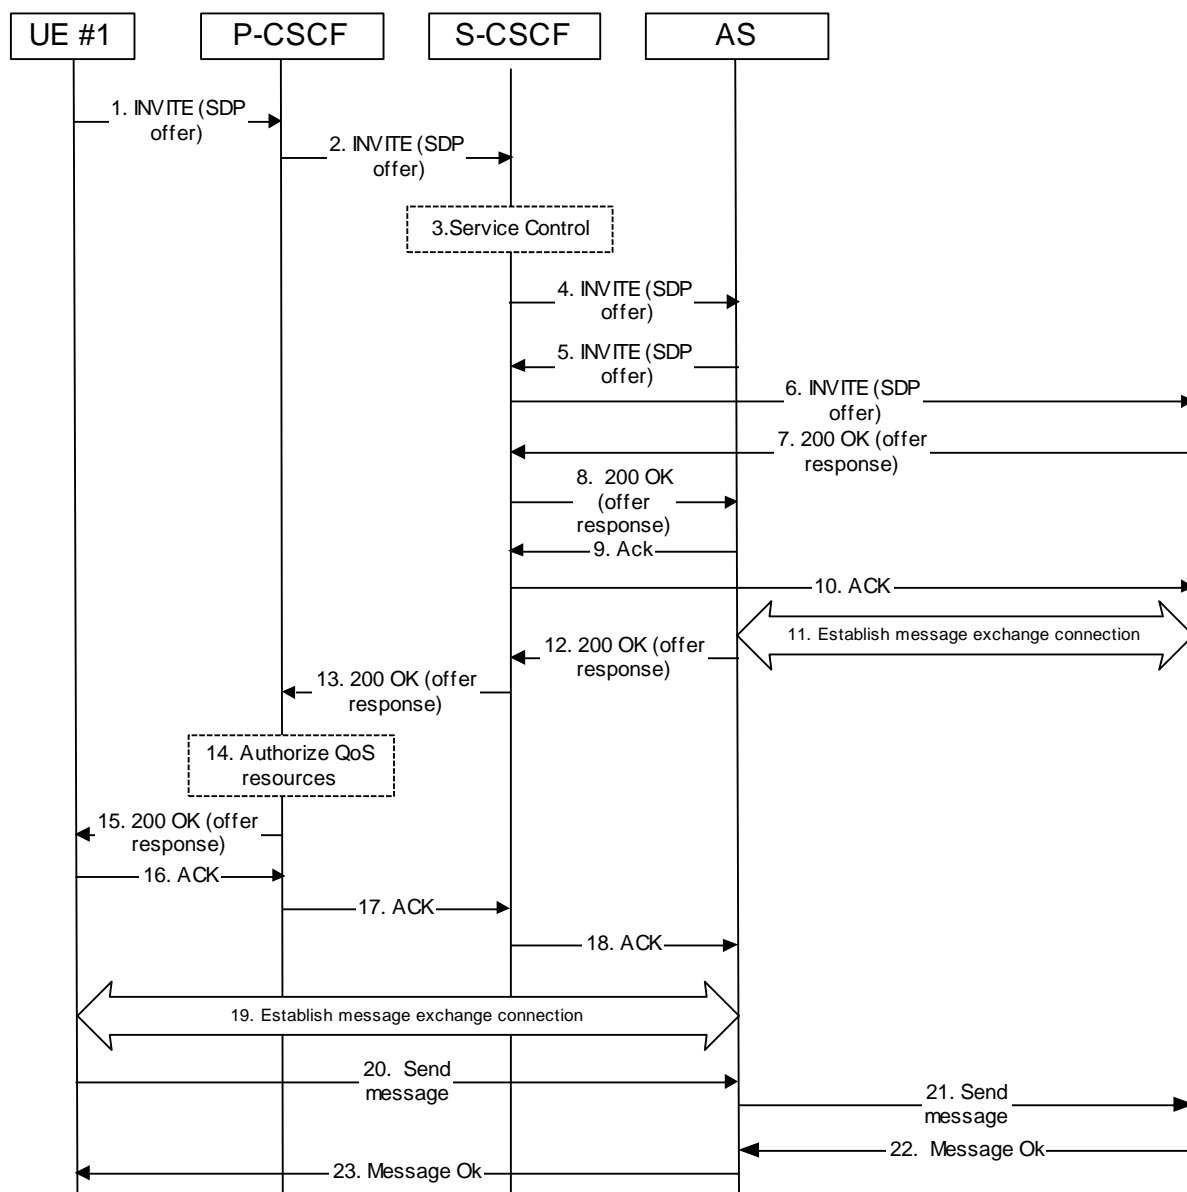 UE #1
P-CSCF
S-CSCF
AS
1. INVITE (SDP
offer)
2. INVITE (SDP
offer)
3.Service Control
4. INVITE (SDP
offer)
5. INVITE (SDP
offer)
6. INVITE (SDP
offer)
7. 200 OK (offer
response)
8. 200 OK
(offer
response)
9. Ack
10. ACK
11. Establish message exchange connection
12. 200 OK (offer
response)
13. 200 OK (offer
response)
14. Authorize QoS
resources
15. 200 OK (offer
response)
16. ACK
17. ACK
18. ACK
19. Establish message exchange connection
20. Send
message
21. Send
message
22. Message Ok
23. Message Ok